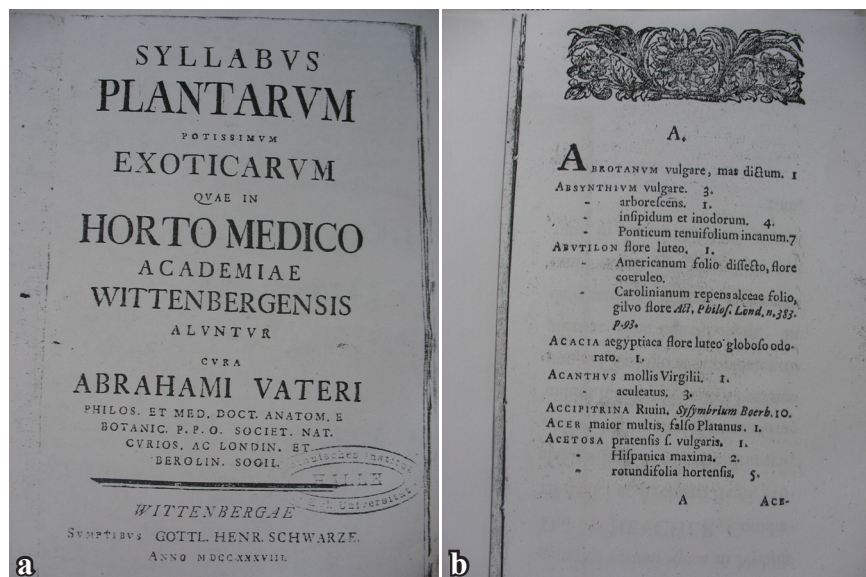 SYLLABVS
PLANTARVM
POTISSIMVM
EXOTICARVM
QVAE IN
HORTO MEDICO
ACADEMIAE
WITTENBERGENSIS
ALVNTVR
CVRA
ABRAHAMI VATERI
PHILOS. ET MED. DOCT. ANATOM. E
BOTANIC. P. P. O. SOCIET. NAT.
CVRIOS. AC LONDIN. ET
BEROLIN. SOGII.
HALLE
WITTENBERGAE
SVMPTIBVS GOTTL. HENR. SCHWARZE.
ANNO MDCCXXXVIII.
a
A.
ABROTANVM vulgare, mas dictum. 1
ABSYNTHIVM vulgare. 3.
- arborescens. 1.
- insipidum et inodorum. 4.
- Ponticum tenuifolium incanum. 7
ABVTILON flore luteo. 1.
- Americanum folio dissecto, flore
coeruleo.
- Carolinianum repens alceae folio,
gilvo flore Act. Philos. Lond. n. 383.
p. 93.
ACACIA aegyptiaca flore luteo globoso odo-
rato. 1.
ACANTHVS mollis Virgilii. 1.
- aculeatus. 3.
ACCIPITRINA Riuin. Sysymbrium Boerh. 10.
ACER maior multis, falso Platanus. 1.
ACETOSA pratensis s. vulgaris. 1.
- Hispanica maxima. 2.
- rotundifolia hortensis. 5.
A ACE-
b